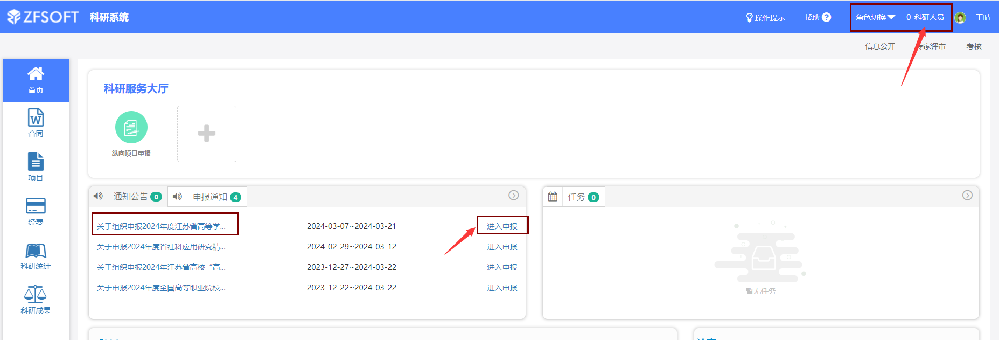 ZFSOFT 科研系统
操作提示 帮助 ? 角色切换 0_科研人员 王晴
信息公开 专家评审 考核
首页
合同
项目
经费
科研统计
科研成果
科研服务大厅
纵向项目申报
通知公告 0 申报通知 4
关于组织申报2024年度江苏省高等学... 2024-03-07~2024-03-21 进入申报
关于申报2024年度省社科应用研究精... 2024-02-29~2024-03-12 进入申报
关于组织申报2024年江苏省高校“高... 2023-12-27~2024-03-22 进入申报
关于申报2024年度全国高等职业院校... 2023-12-22~2024-03-22 进入申报
任务 0
暂无任务